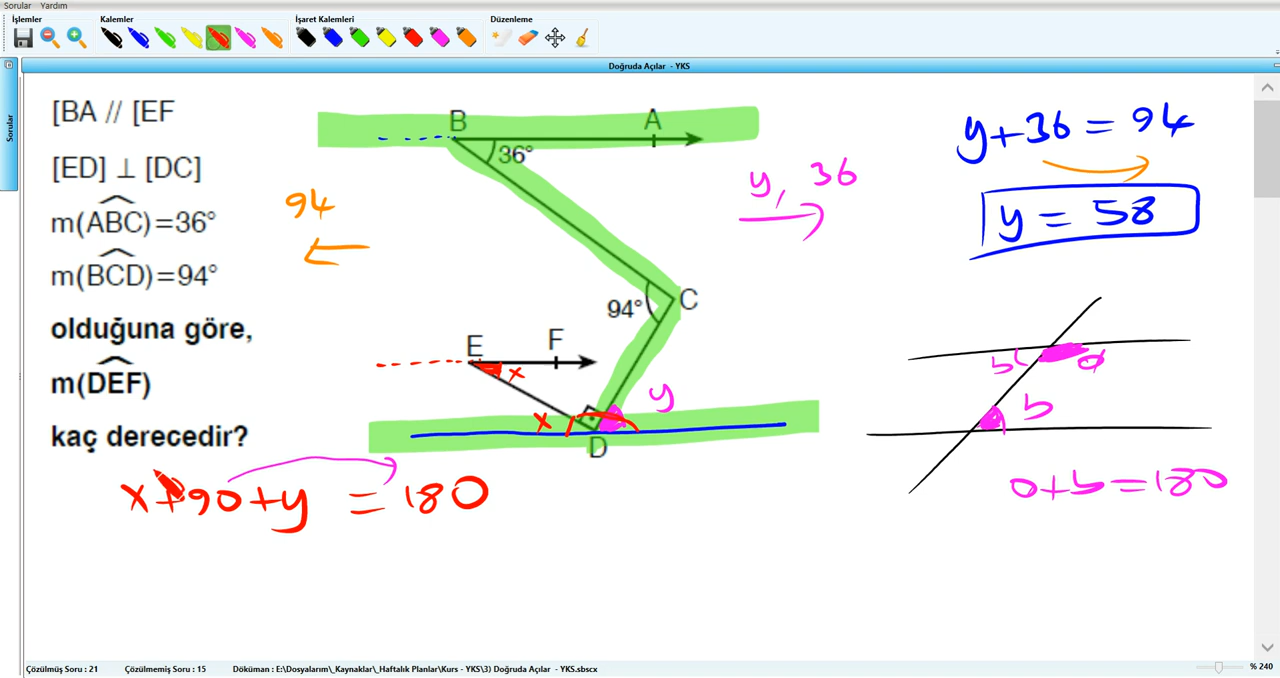 Sorular Yardım
İşlemler Kalemler İşaret Kalemleri Düzenleme
Doğruda Açılar - YKS
Sorular
[BA // [EF
[ED] ⊥ [DC]
m(ABC)=36°
m(BCD)=94°
olduğuna göre,
m(DEF)
kaç derecedir?
B A
36°
94°
C
E F
D
94
x
x
y
y, 36
y+36 = 94
y = 58
b a
b
a+b=180
x+90+y = 180
Çözülmüş Soru : 21 Çözülmemiş Soru : 15 Döküman : E:\Dosyalarım\_Kaynaklar\_Haftalık Planlar\Kurs - YKS\3) Doğruda Açılar - YKS.sbscx % 240